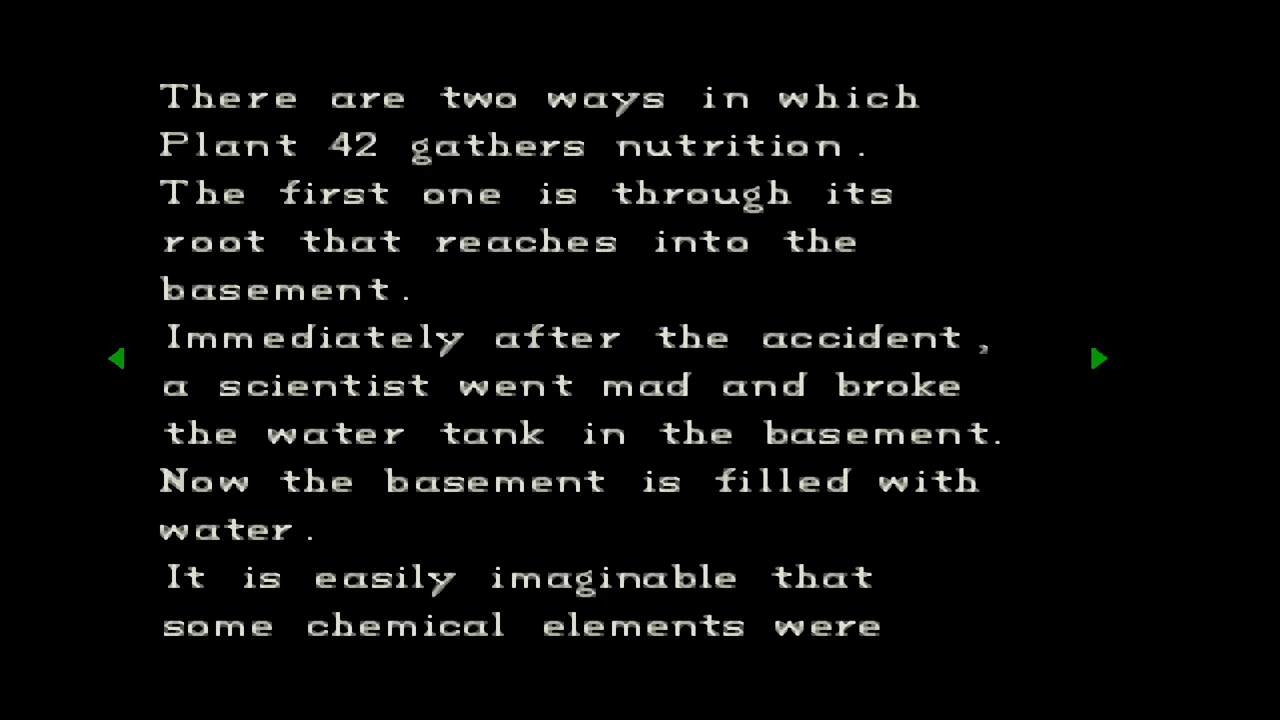 There are two ways in which
Plant 42 gathers nutrition.
The first one is through its
root that reaches into the
basement.
Immediately after the accident,
a scientist went mad and broke
the water tank in the basement.
Now the basement is filled with
water.
It is easily imaginable that
some chemical elements were